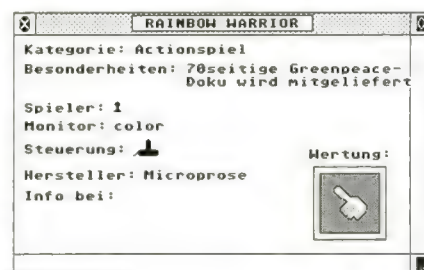 RAINBOW WARRIOR
Kategorie: Actionspiel
Besonderheiten: 70seitige Greenpeace-
Doku wird mitgeliefert
Spieler: 1
Monitor: color
Steuerung:
Wertung:
Hersteller: Microprose
Info bei: